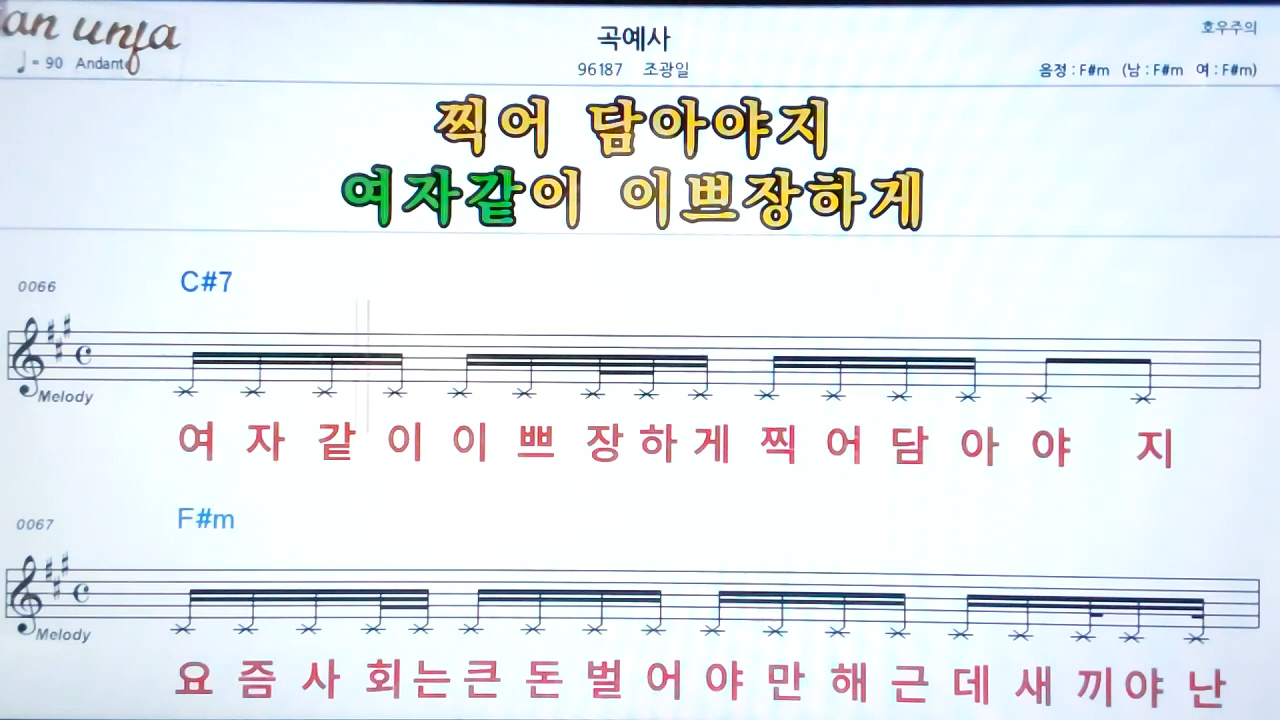 an unja
♩= 90 Andante
곡예사
96187 조광일
호우주의
음정 : F#m (남 : F#m 여 : F#m)
찍어 담아야지
여자같이 이쁘장하게
0066
C#7
Melody
여 자 같 이 이 쁘 장 하 게 찍 어 담 아 야 지
0067
F#m
Melody
요 즘 사 회 는 큰 돈 벌 어 야 만 해 근 데 새 끼 야 난